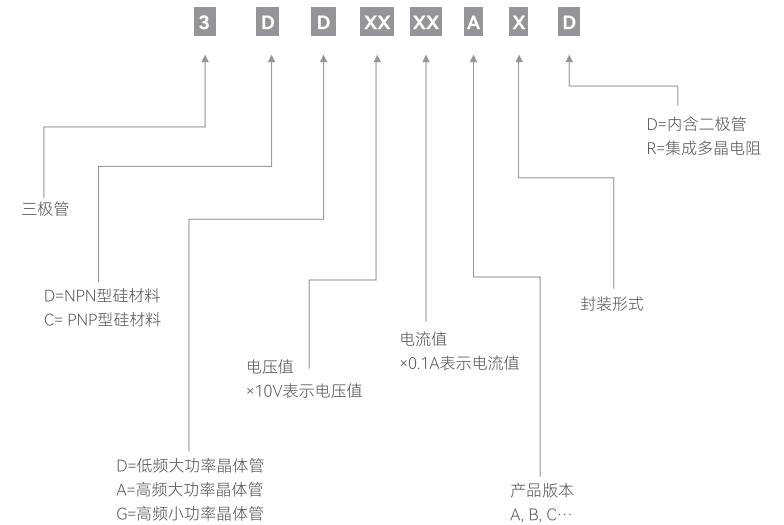 3 D D XX XX A X D
D=内含二极管
R=集成多晶电阻
三极管
D=NPN型硅材料
C= PNP型硅材料
封装形式
电压值
×10V表示电压值
电流值
×0.1A表示电流值
D=低频大功率晶体管
A=高频大功率晶体管
G=高频小功率晶体管
产品版本
A, B, C···